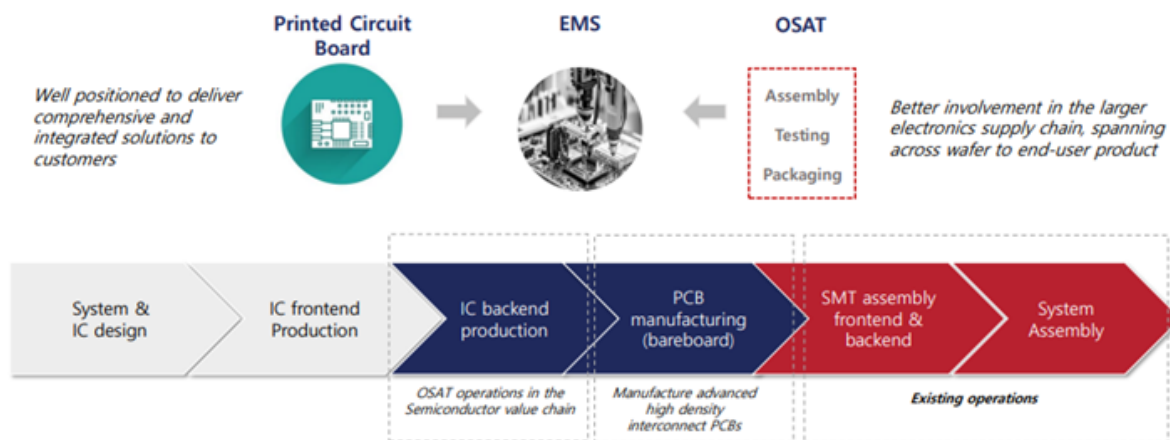 Printed Circuit
Board
EMS
OSAT
Well positioned to deliver
comprehensive and
integrated solutions to
customers
Assembly
Testing
Packaging
Better involvement in the larger
electronics supply chain, spanning
across wafer to end-user product
System &
IC design
IC frontend
Production
IC backend
production
PCB
manufacturing
(bareboard)
SMT assembly
frontend &
backend
System
Assembly
OSAT operations in the
Semiconductor value chain
Manufacture advanced
high density
interconnect PCBs
Existing operations